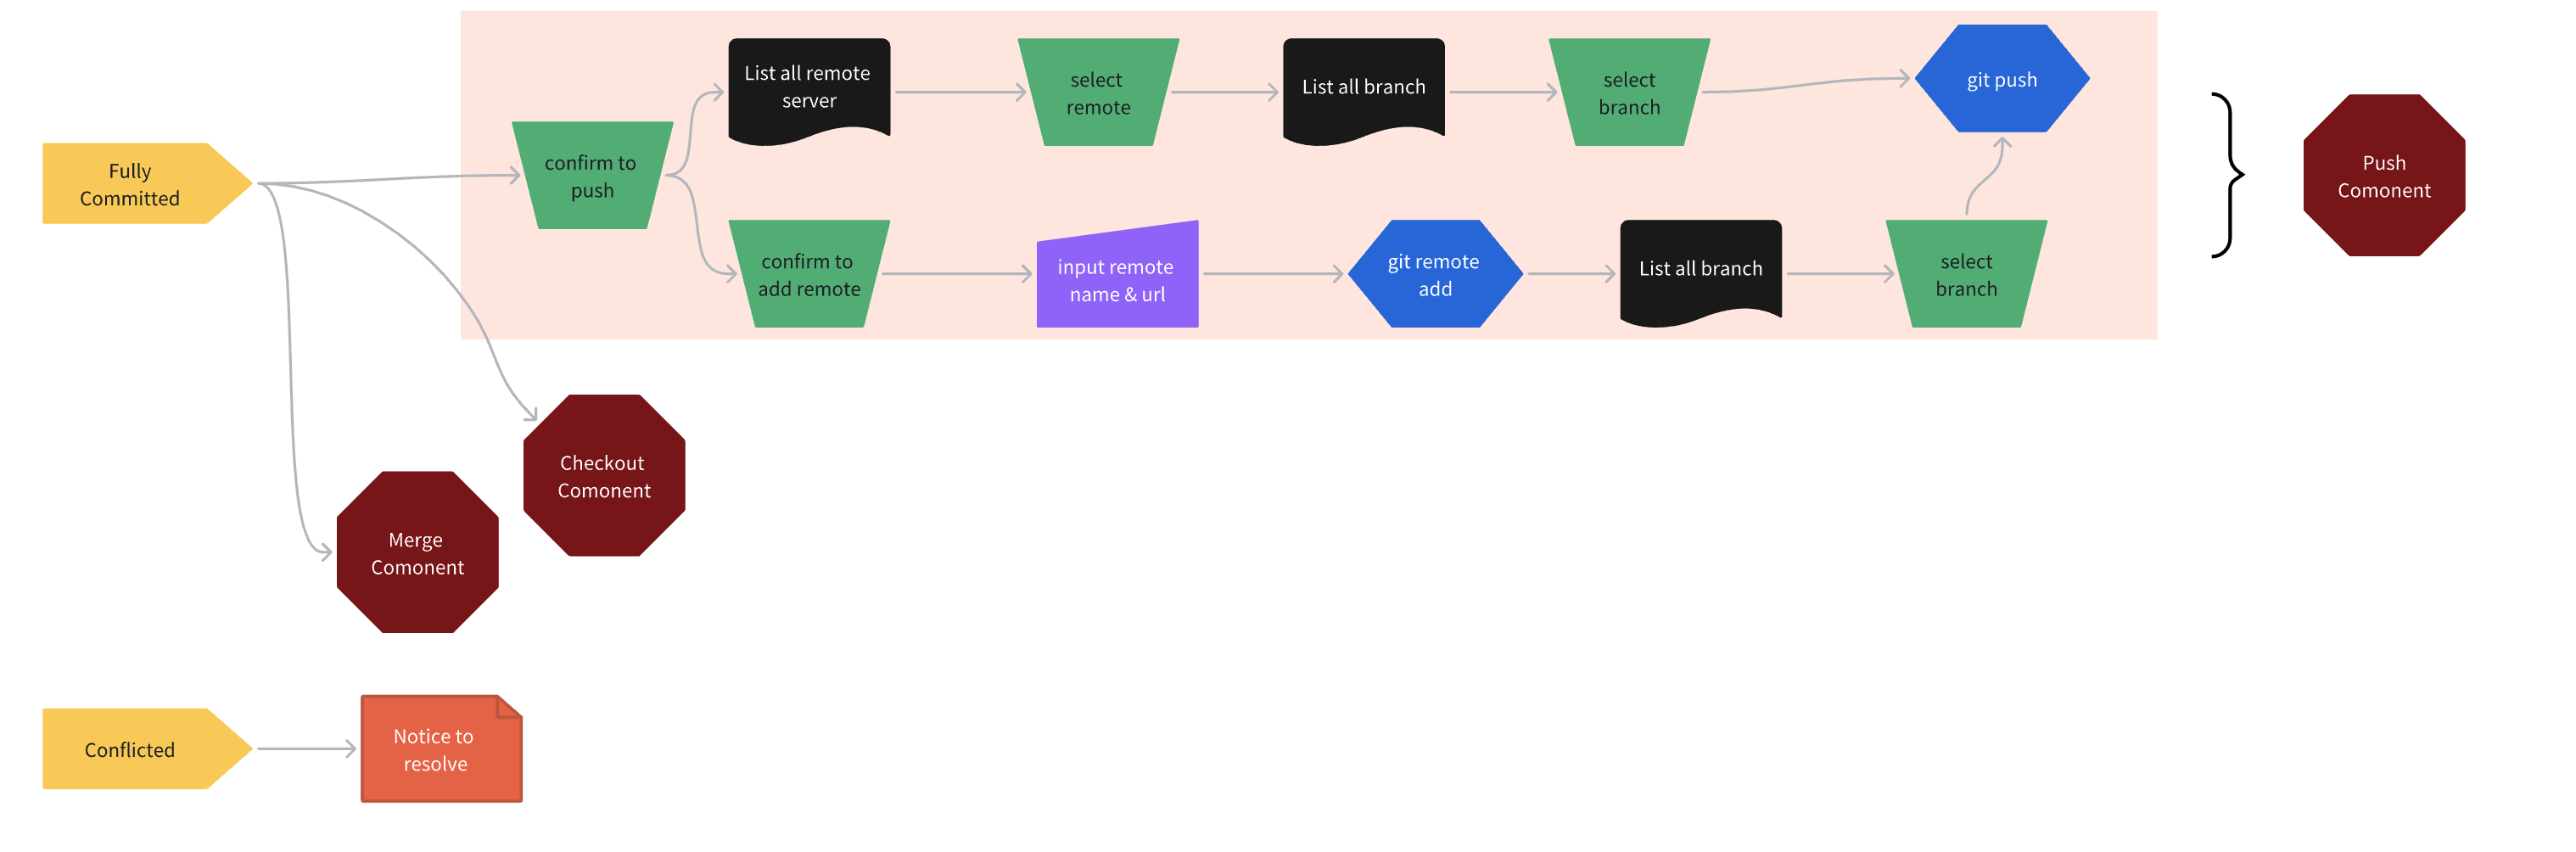 Fully
Committed
confirm to
push
List all remote
server
select
remote
List all branch
select
branch
git push
confirm to
add remote
input remote
name & url
git remote
add
List all branch
select
branch
Push
Comonent
Checkout
Comonent
Merge
Comonent
Conflicted
Notice to
resolve